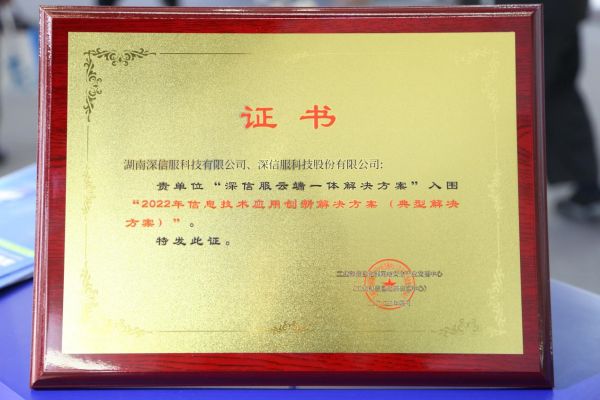 证书
湖南深信服科技有限公司、深信服科技股份有限公司:
贵单位“深信服云端一体解决方案”入围
“2022年信息技术应用创新解决方案（典型解决
方案）”。
特发此证。